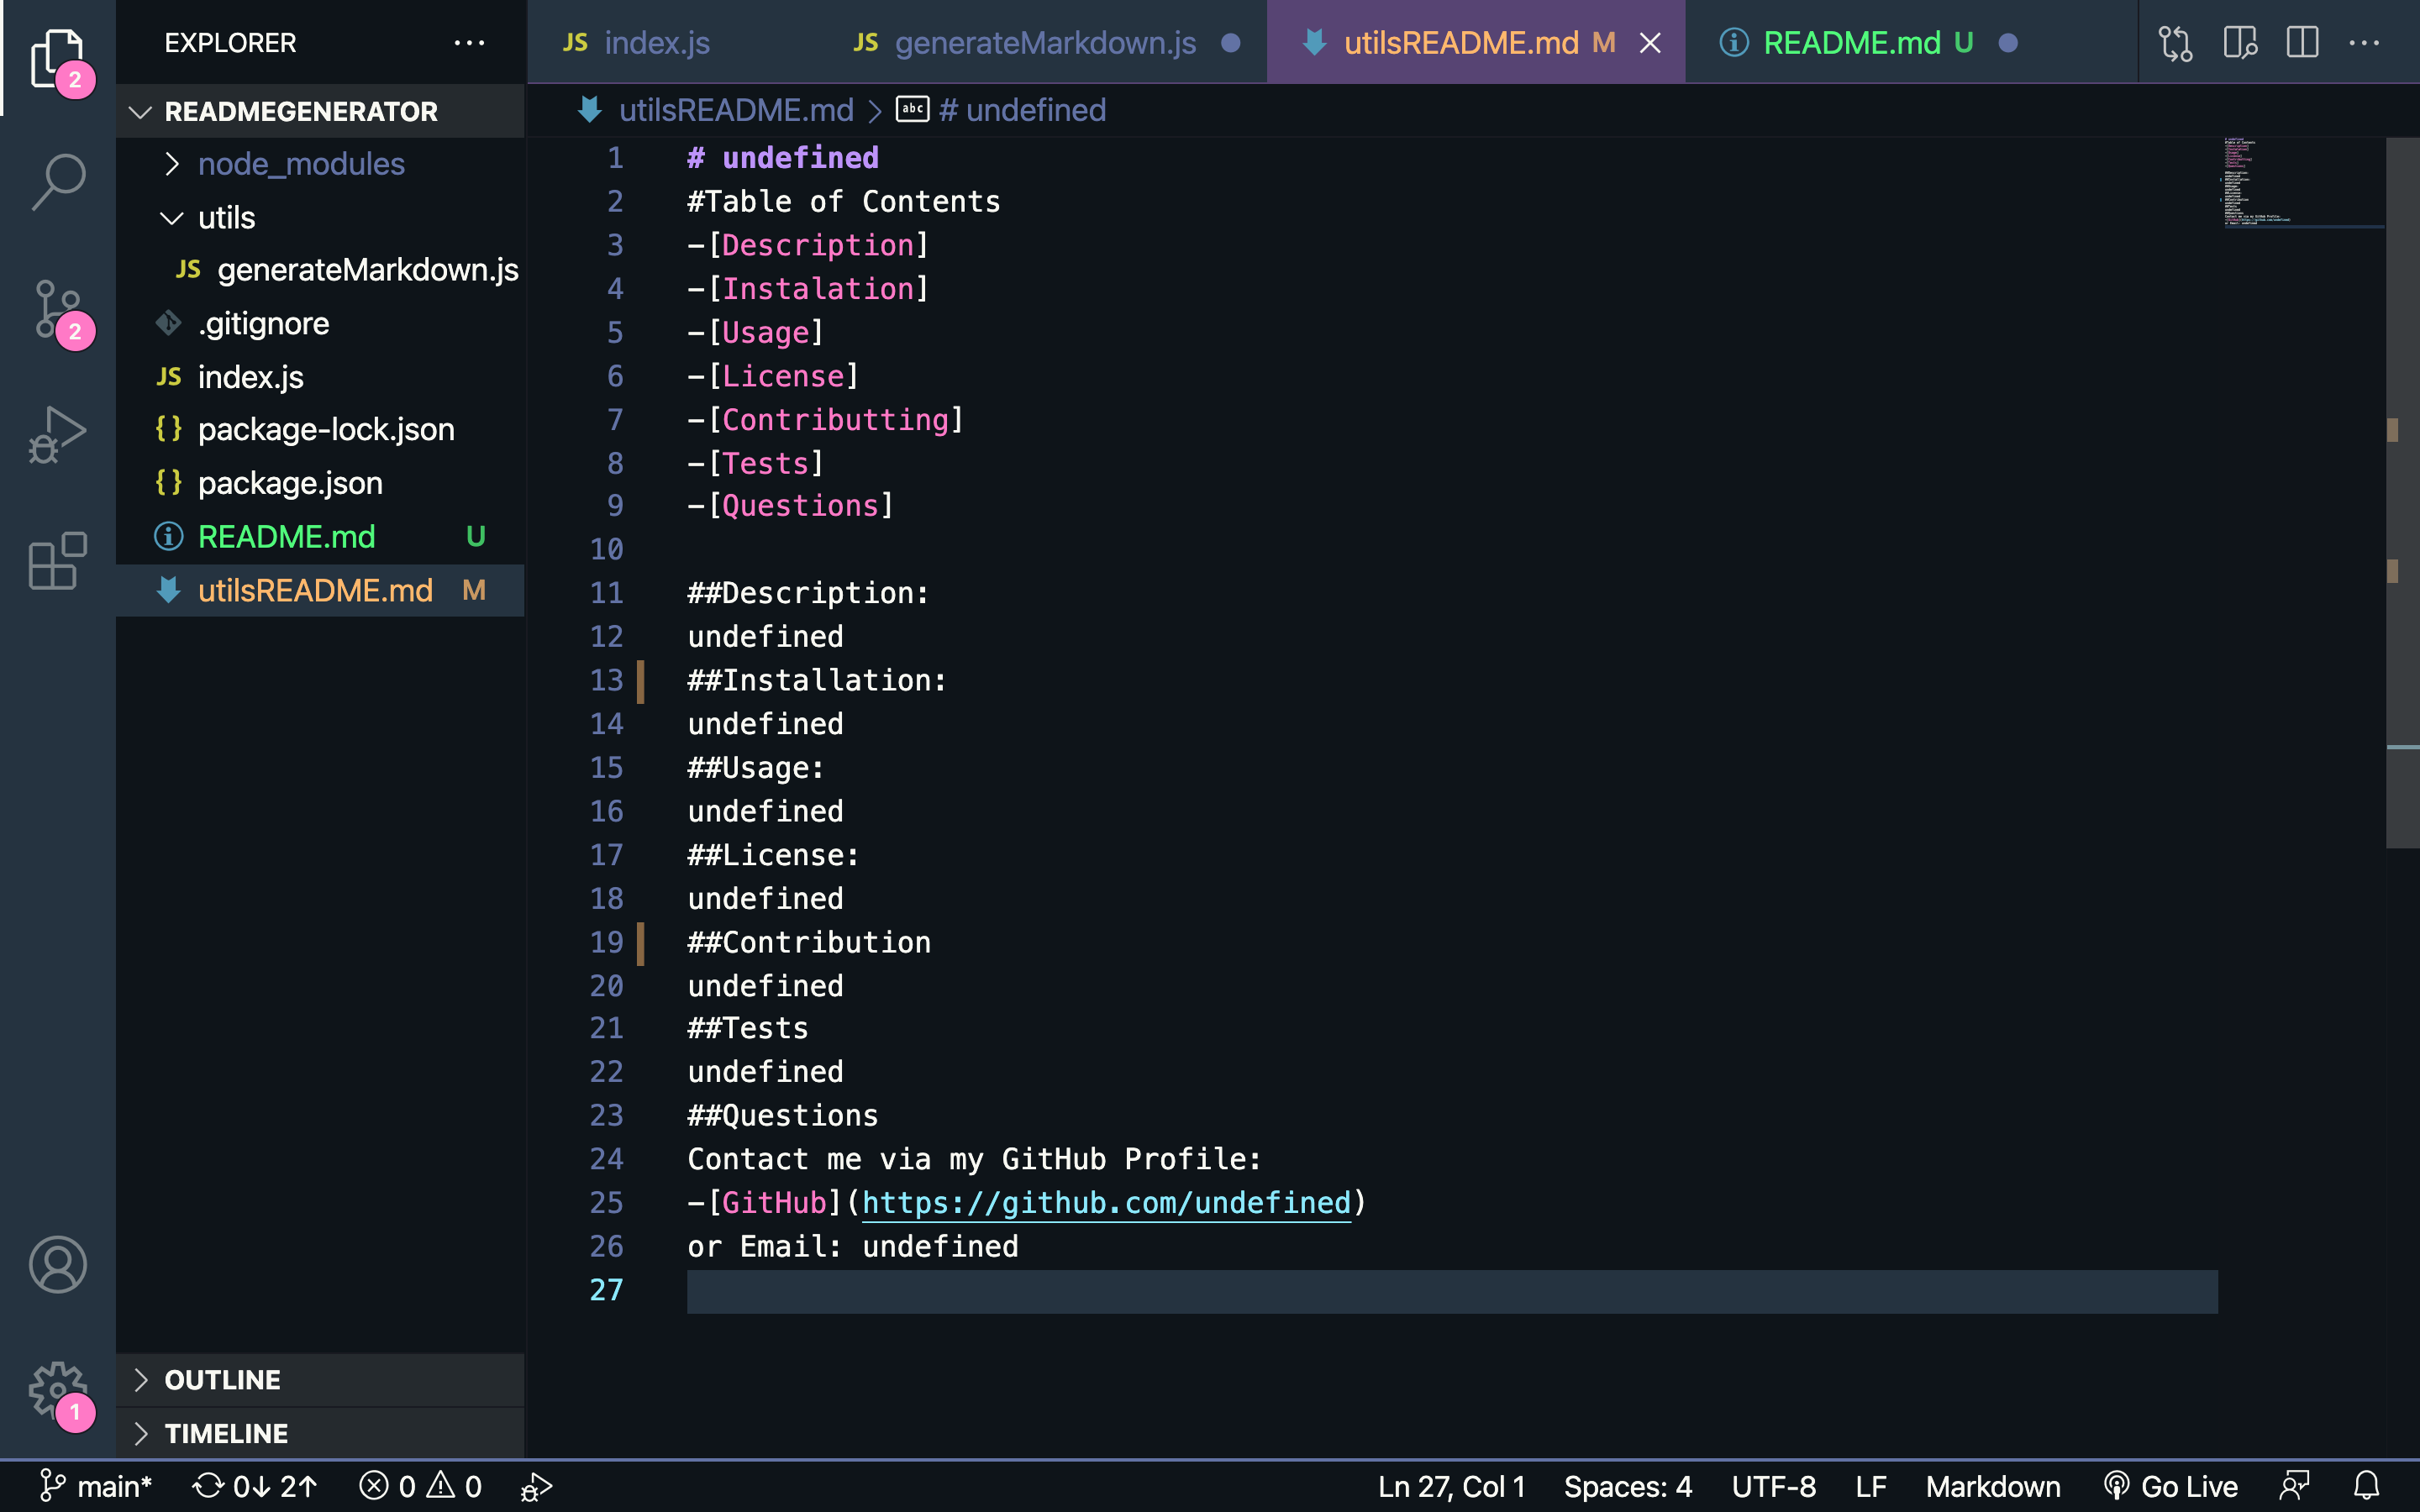 EXPLORER
READMEGENERATOR
node_modules
utils
JS generateMarkdown.js
.gitignore
JS index.js
{} package-lock.json
{} package.json
README.md U
utilsREADME.md M
OUTLINE
TIMELINE
2
2
1
JS index.js
JS generateMarkdown.js
utilsREADME.md M
README.md U
utilsREADME.md > abc # undefined
1 # undefined
2 #Table of Contents
3 -[Description]
4 -[Instalation]
5 -[Usage]
6 -[License]
7 -[Contributting]
8 -[Tests]
9 -[Questions]
10
11 ##Description:
12 undefined
13 ##Installation:
14 undefined
15 ##Usage:
16 undefined
17 ##License:
18 undefined
19 ##Contribution
20 undefined
21 ##Tests
22 undefined
23 ##Questions
24 Contact me via my GitHub Profile:
25 -[GitHub](https://github.com/undefined)
26 or Email: undefined
27
main* 0↓ 2↑ 0 0 Ln 27, Col 1 Spaces: 4 UTF-8 LF Markdown Go Live